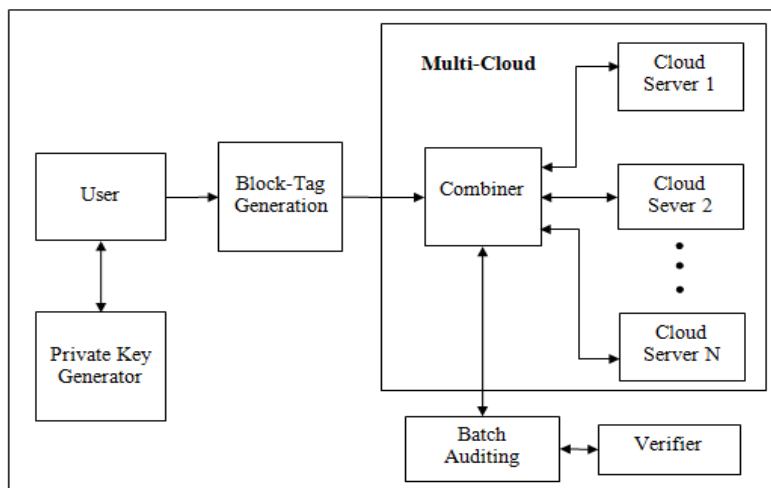 Multi-Cloud
Cloud
Server 1
User
Block-Tag
Generation
Combiner
Cloud
Sever 2
Private Key
Generator
Cloud
Server N
Batch
Auditing
Verifier